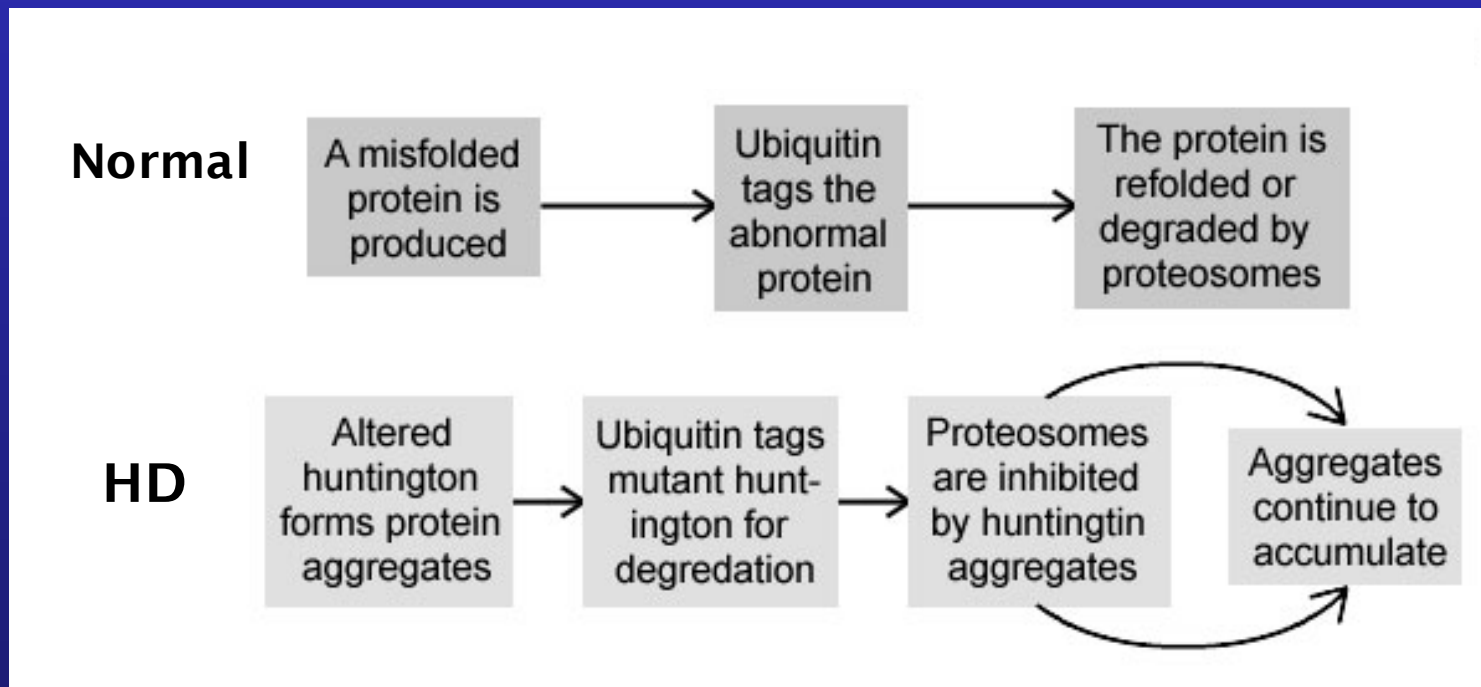 Normal
A misfolded
protein is
produced
Ubiquitin
tags the
abnormal
protein
The protein is
refolded or
degraded by
proteosomes
HD
Altered
huntington
forms protein
aggregates
Ubiquitin tags
mutant hunt-
ington for
degredation
Proteosomes
are inhibited
by huntingtin
aggregates
Aggregates
continue to
accumulate